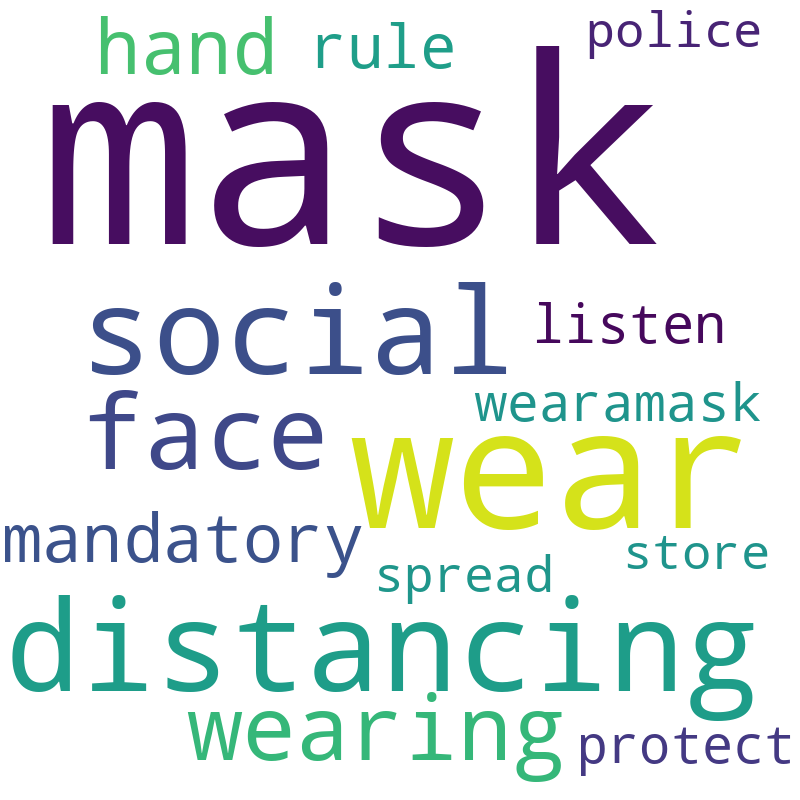 hand rule police
mask
social listen
face wearamask
wear
mandatory store
spread
distancing
wearing protect